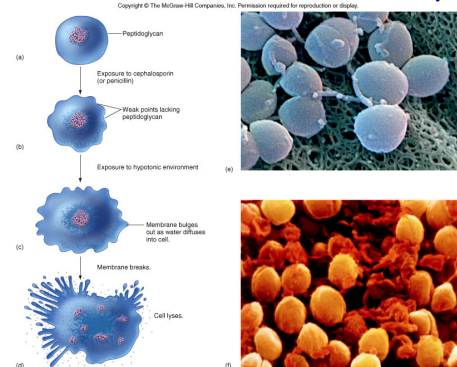 Copyright © The McGraw-Hill Companies, Inc. Permission required for reproduction or display.
Peptidoglycan
(a)
Exposure to cephalosporin
(or penicillin)
Weak points lacking
peptidoglycan
(b)
Exposure to hypotonic environment
(c)
Membrane bulges
out as water diffuses
into cell.
Membrane breaks.
Cell lyses.
(d)
(e)
(f)